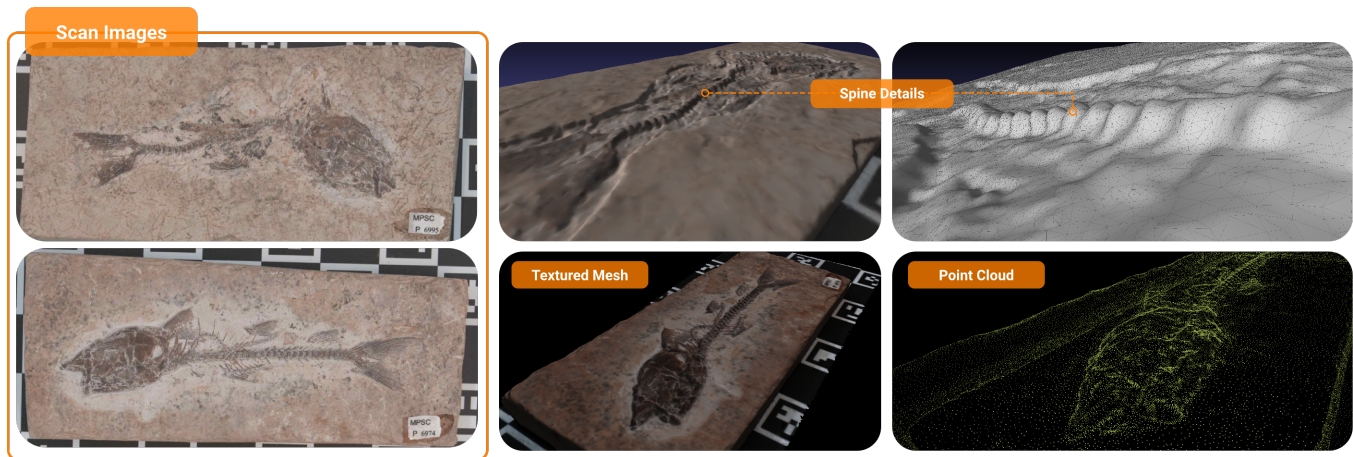 Scan Images
MPSC
P 6995
MPSC
P 6974
Spine Details
Textured Mesh
Point Cloud